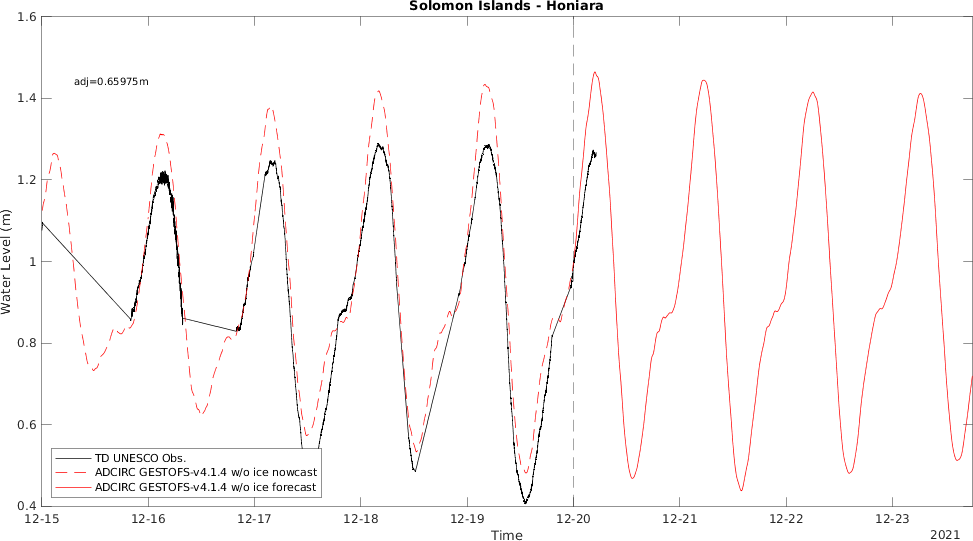 Solomon Islands - Honiara
adj=0.65975m
Water Level (m)
1.6
1.4
1.2
1
0.8
0.6
0.4
TD UNESCO Obs.
ADCIRC GESTOFS-v4.1.4 w/o ice nowcast
ADCIRC GESTOFS-v4.1.4 w/o ice forecast
12-15 12-16 12-17 12-18 12-19 12-20 12-21 12-22 12-23
Time
2021